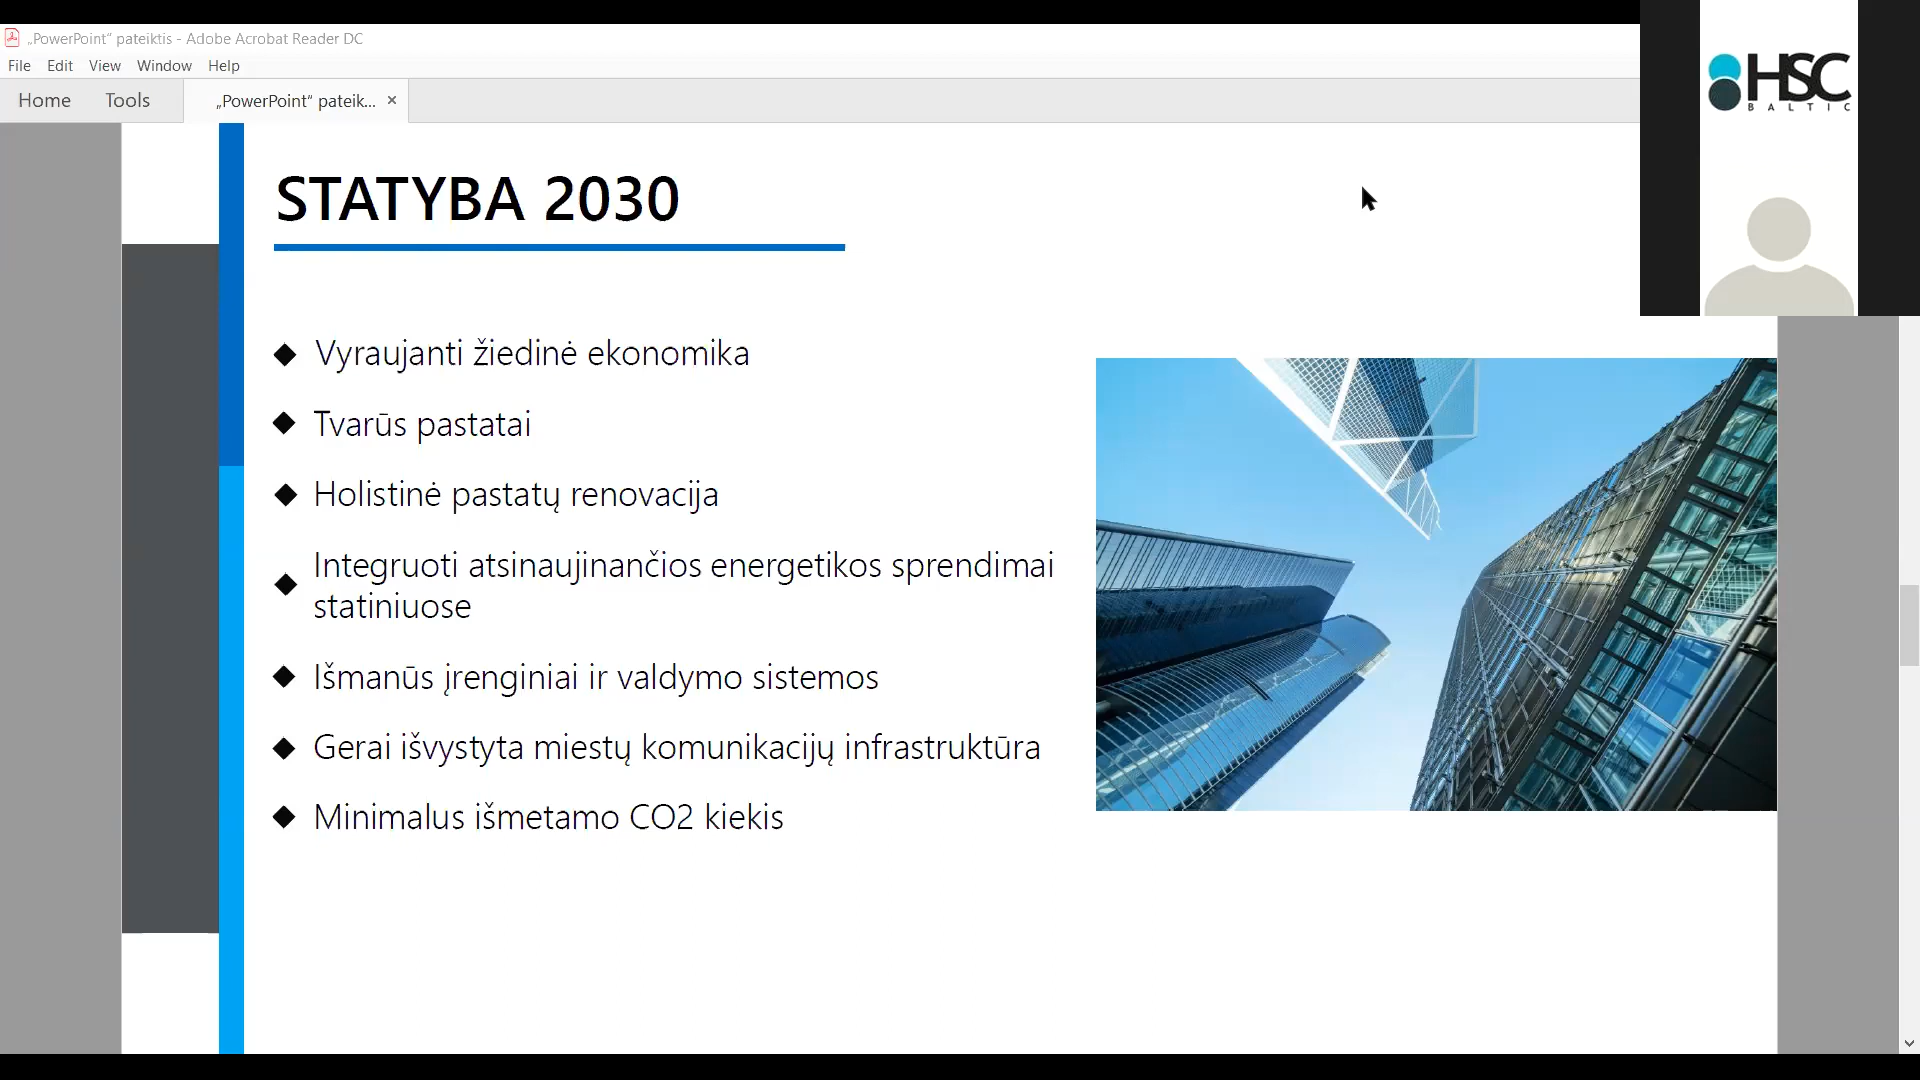 „PowerPoint“ pateiktis - Adobe Acrobat Reader DC
File Edit View Window Help
Home Tools „PowerPoint“ pateik... ×
HSC
BALTIC
STATYBA 2030
Vyraujanti žiedinė ekonomika
Tvarūs pastatai
Holistinė pastatų renovacija
Integruoti atsinaujinančios energetikos sprendimai
statiniuose
Išmanūs įrenginiai ir valdymo sistemos
Gerai išvystyta miestų komunikacijų infrastruktūra
Minimalus išmetamo CO2 kiekis